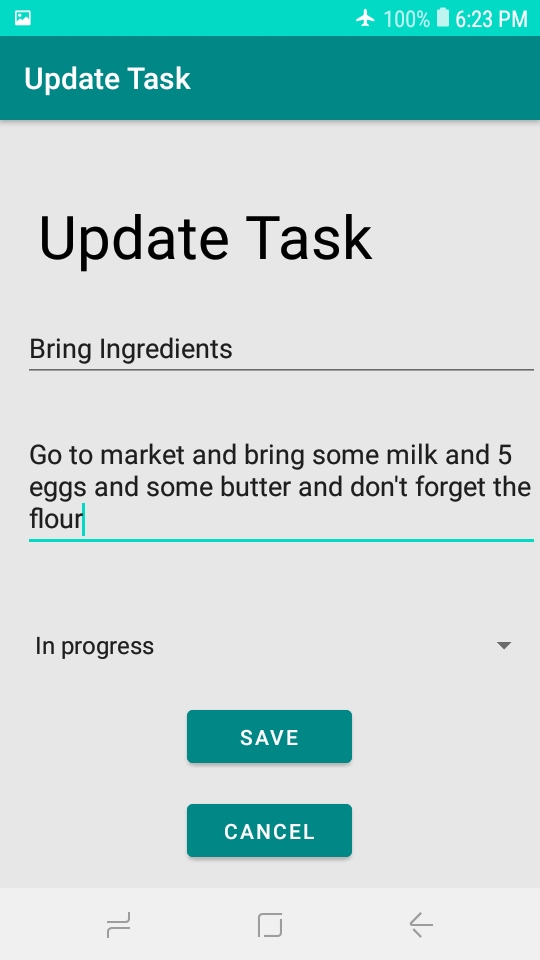 100% 6:23 PM
Update Task
Update Task
Bring Ingredients
Go to market and bring some milk and 5
eggs and some butter and don't forget the
flour
In progress
SAVE
CANCEL